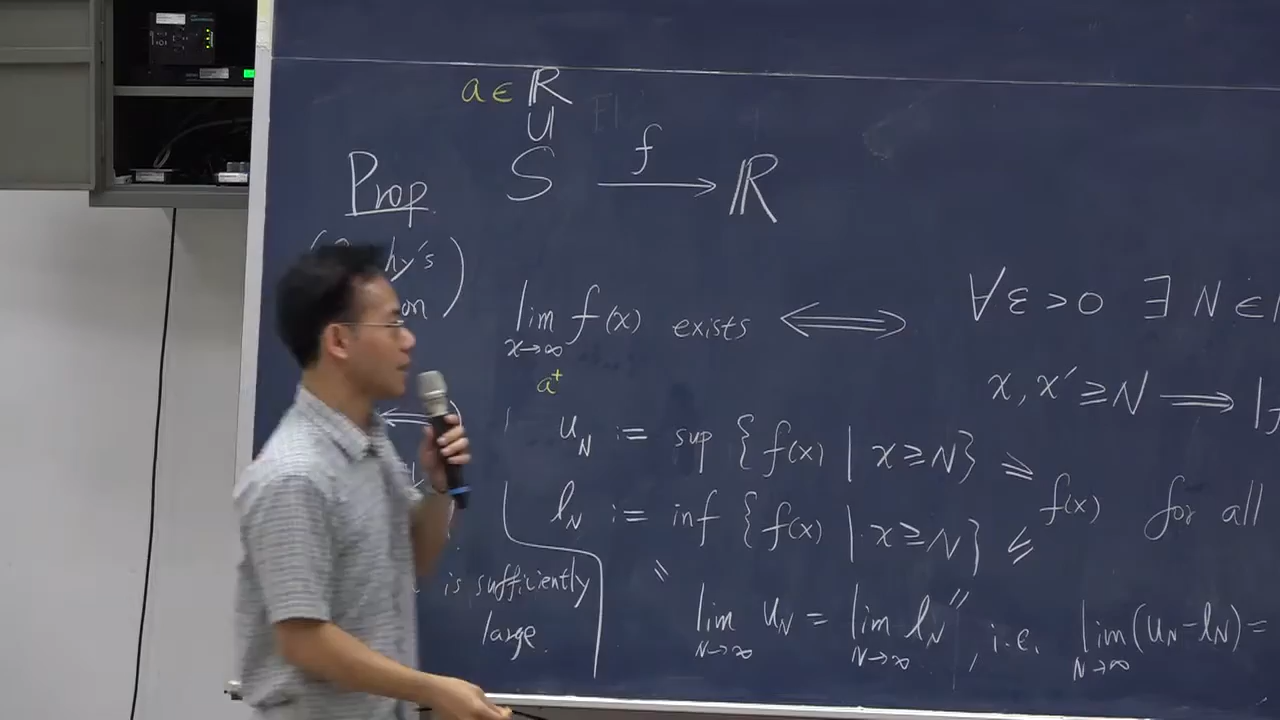 a ∈ ℝ
∪
Prop. S —f→ ℝ
lim f(x) exists ⟺ ∀ε>0 ∃ N ∈
x→∞
a⁺
x, x' ≥ N ⟹ |f
u_N := sup { f(x) | x ≥ N } ≥
l_N := inf { f(x) | x ≥ N } ≤ f(x) for all
is sufficiently
large.
" lim u_N = lim l_N ", i.e. lim (u_N - l_N) =
N→∞ N→∞ N→∞